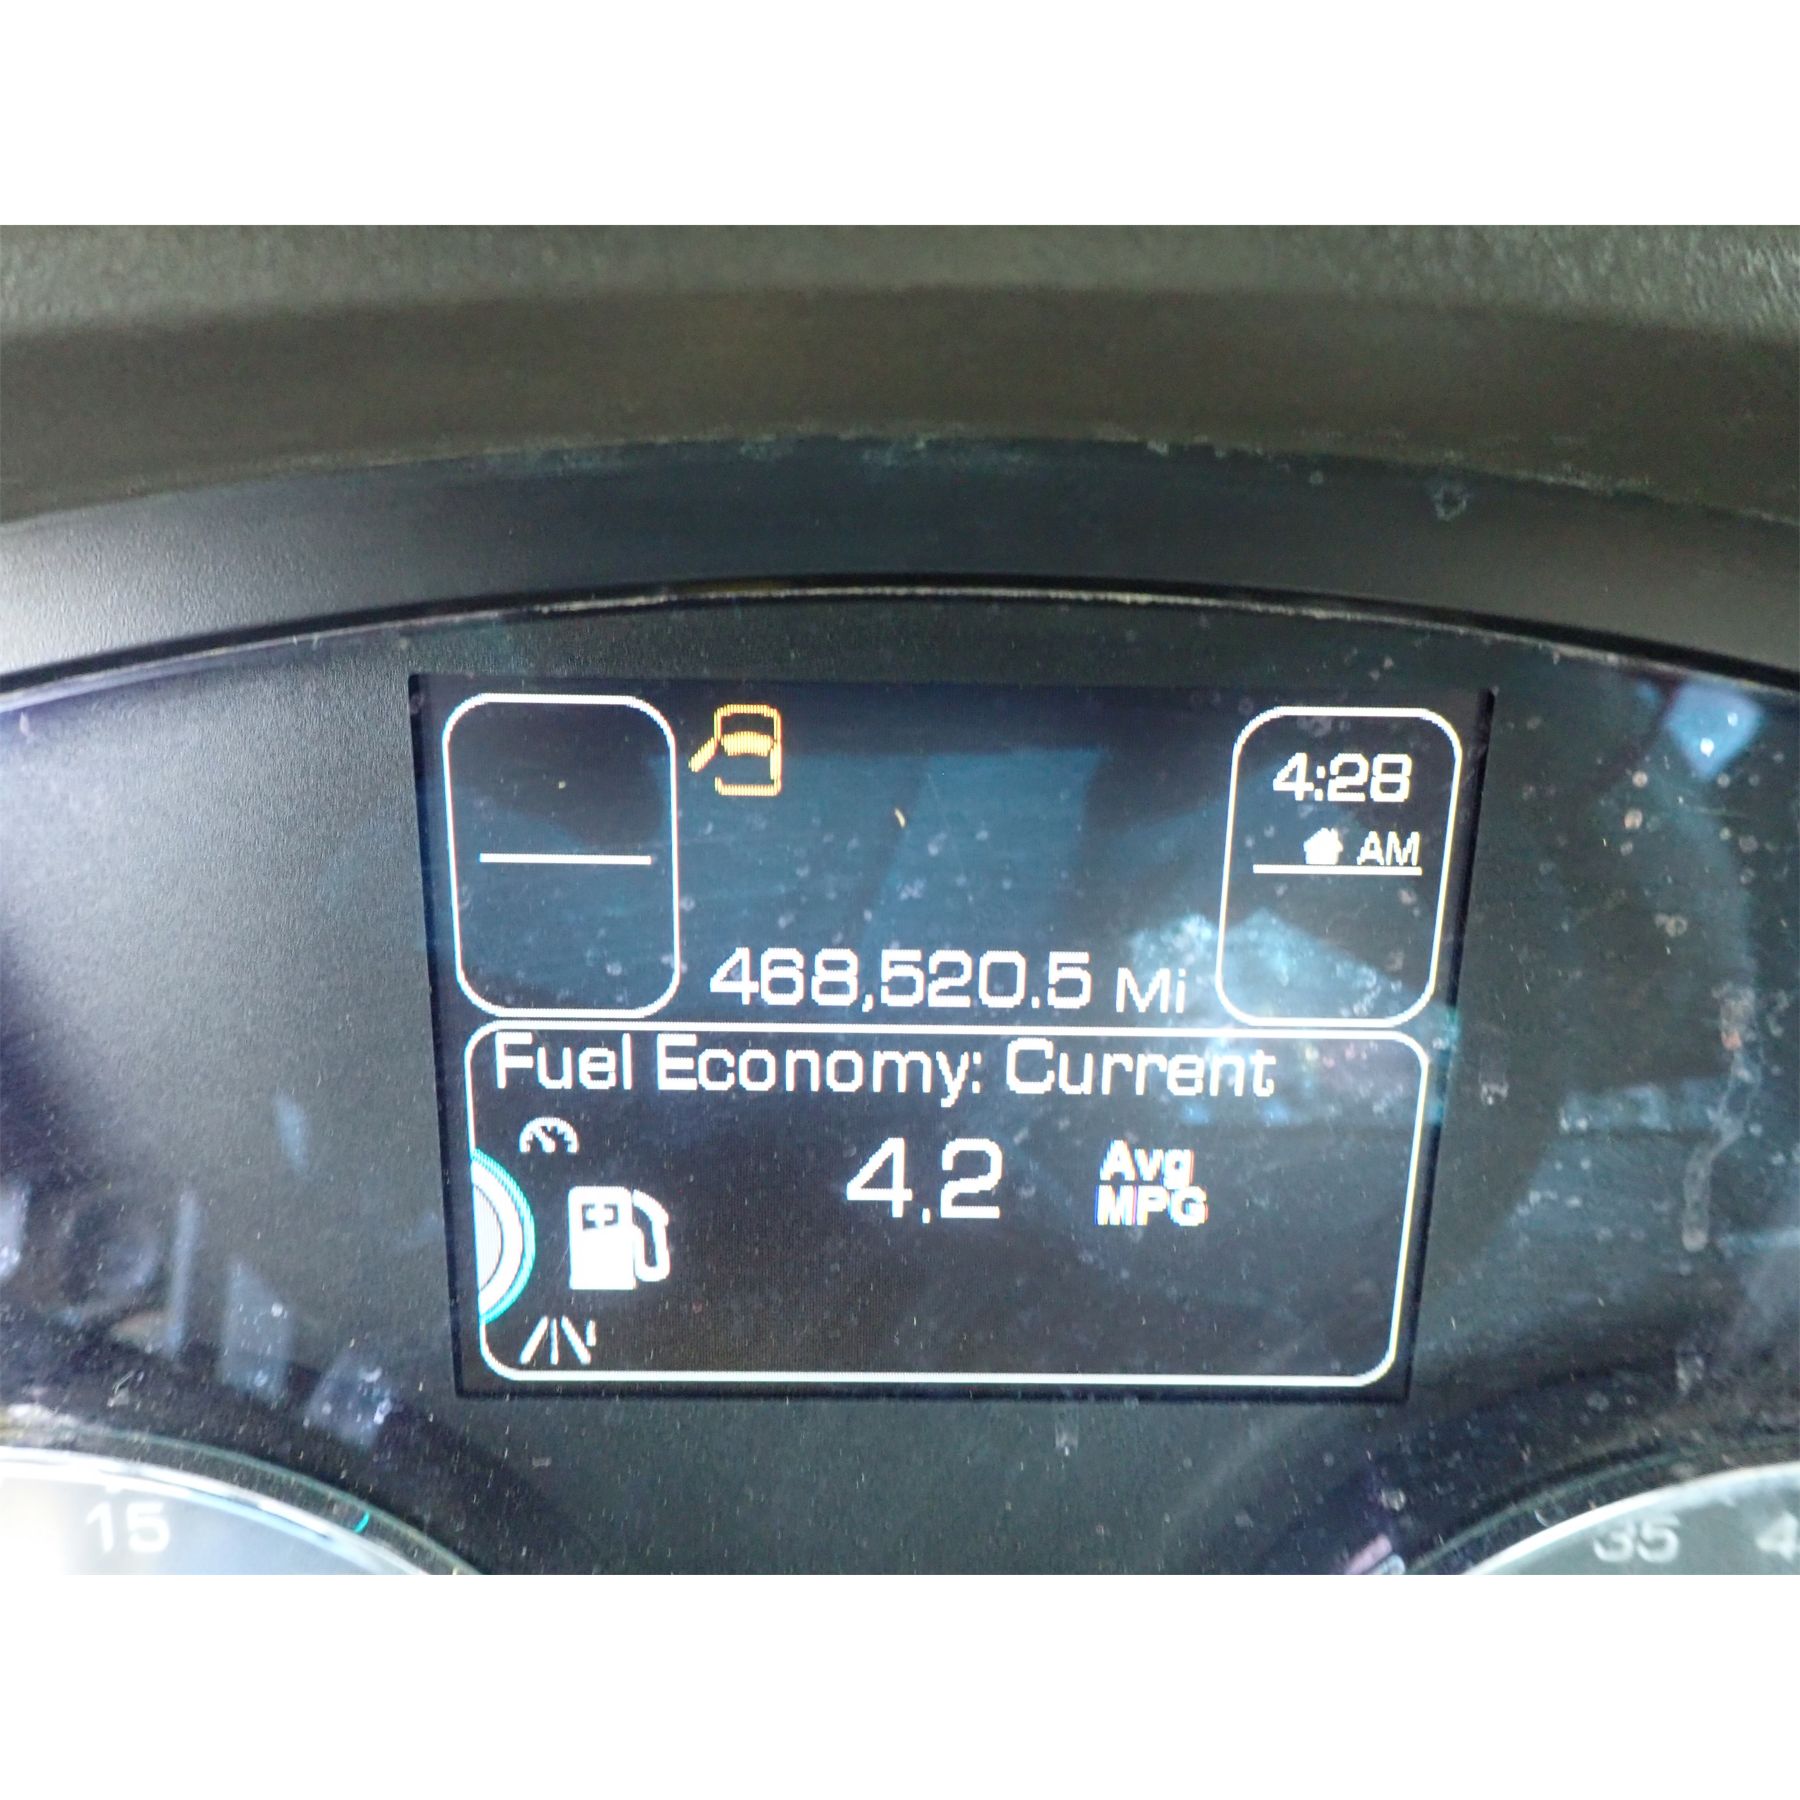 4:28
AM
468,520.5 Mi
Fuel Economy: Current
4.2 Avg
MPG
15
35